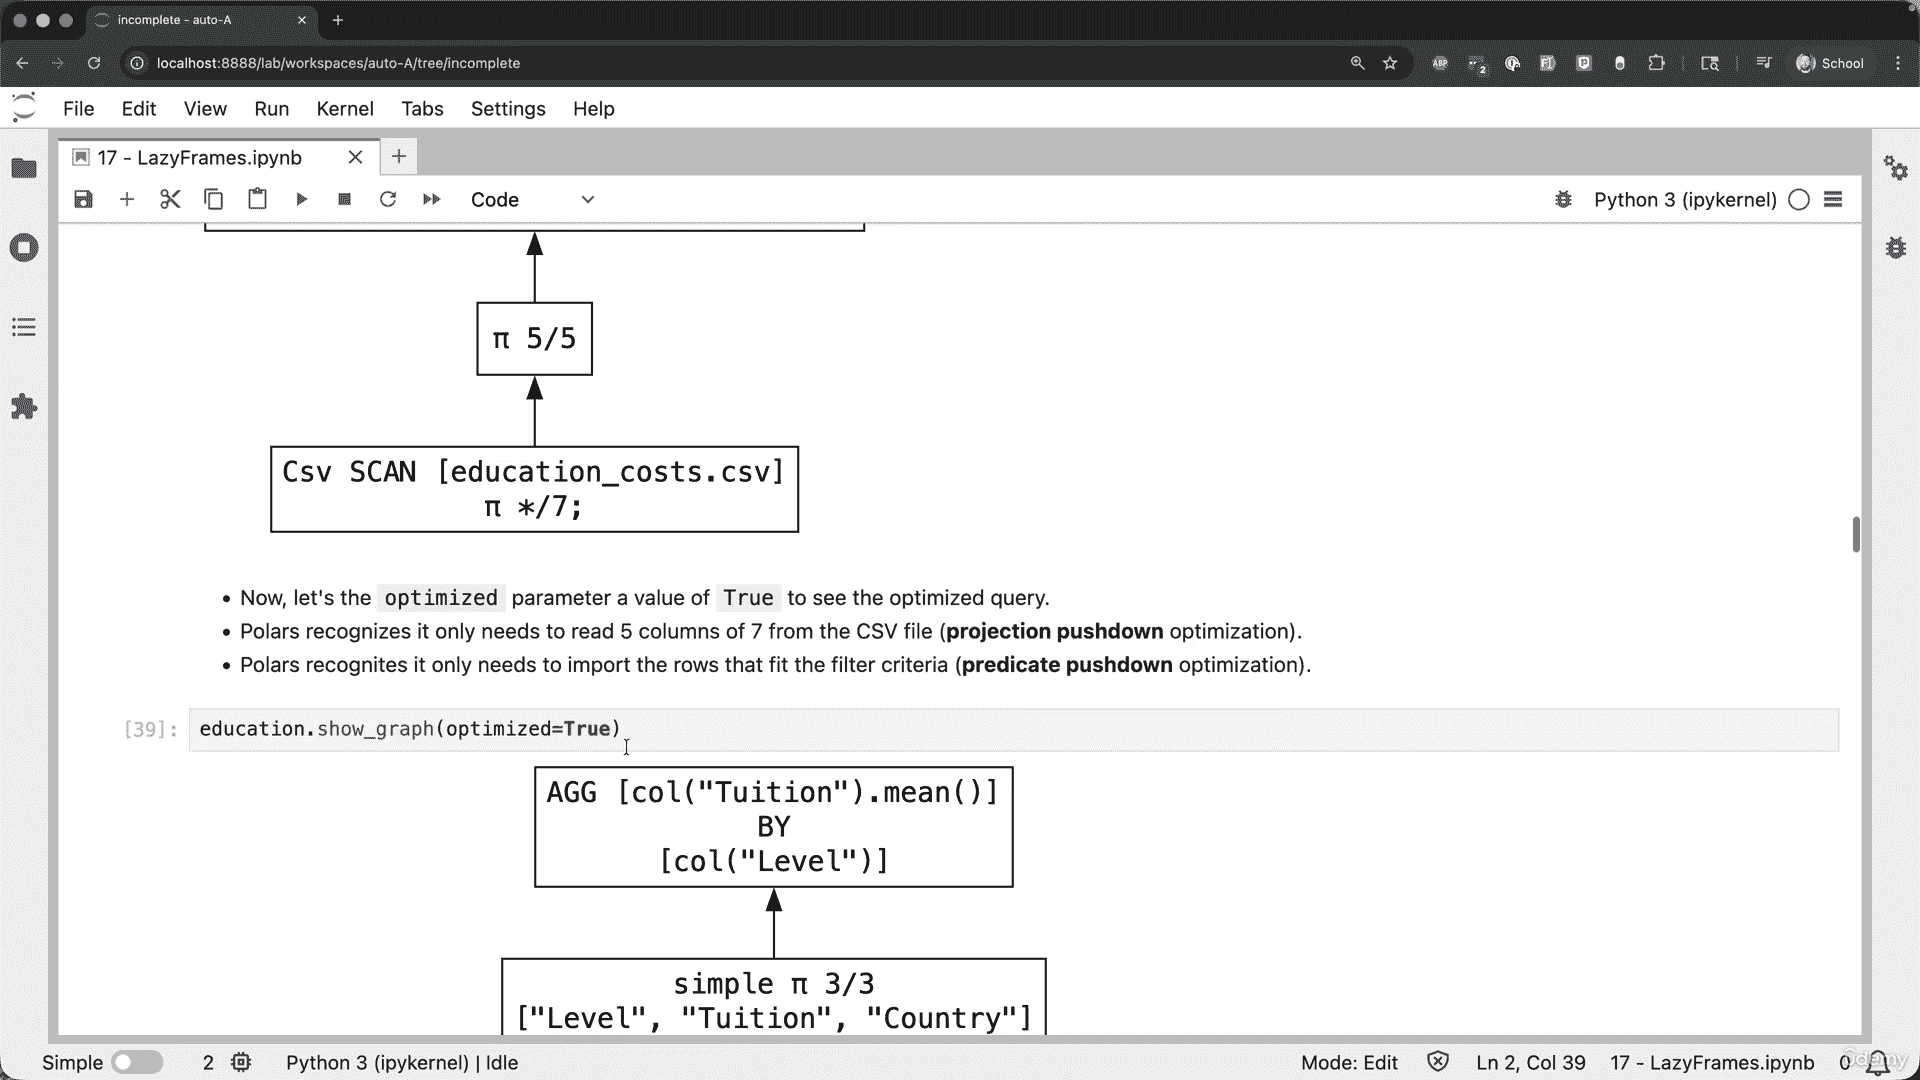 incomplete - auto-A
localhost:8888/lab/workspaces/auto-A/tree/incomplete
ABP
2
School
File Edit View Run Kernel Tabs Settings Help
17 - LazyFrames.ipynb
Code
Python 3 (ipykernel)
π 5/5
Csv SCAN [education_costs.csv]
π */7;
• Now, let's the optimized parameter a value of True to see the optimized query.
• Polars recognizes it only needs to read 5 columns of 7 from the CSV file (projection pushdown optimization).
• Polars recognites it only needs to import the rows that fit the filter criteria (predicate pushdown optimization).
[39]: education.show_graph(optimized=True)
AGG [col("Tuition").mean()]
BY
[col("Level")]
simple π 3/3
["Level", "Tuition", "Country"]
Simple 2 Python 3 (ipykernel) | Idle Mode: Edit Ln 2, Col 39 17 - LazyFrames.ipynb 0
Udemy